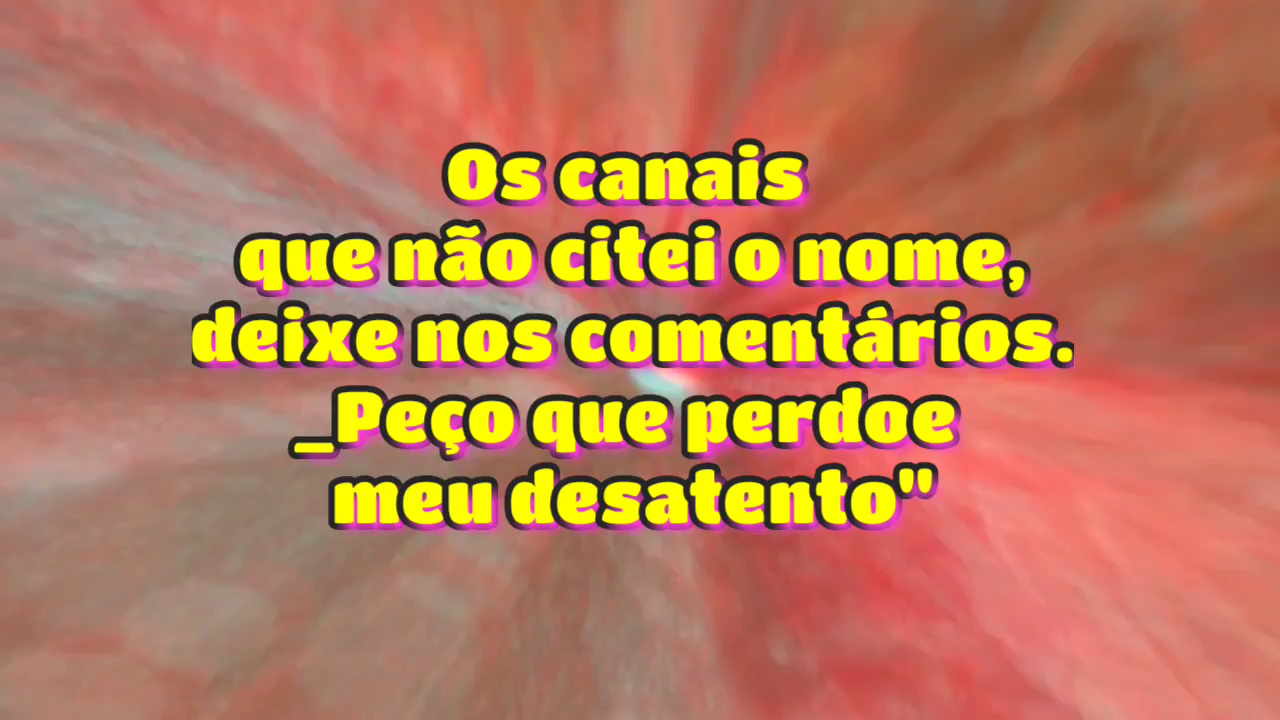 Os canais
que não citei o nome,
deixe nos comentários.
_Peço que perdoe
meu desatento"